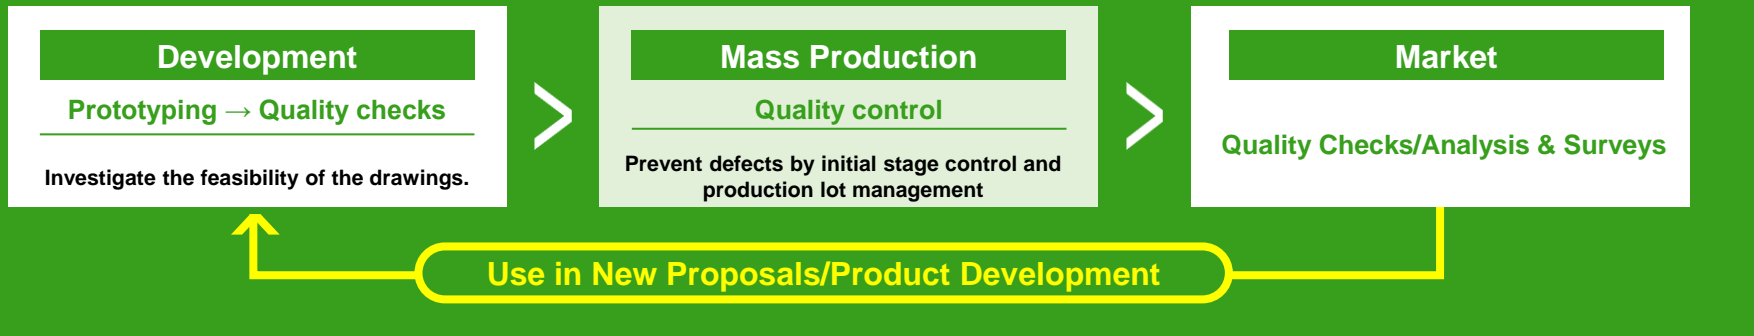 Development
Prototyping → Quality checks
Investigate the feasibility of the drawings.
Mass Production
Quality control
Prevent defects by initial stage control and
production lot management
Market
Quality Checks/Analysis & Surveys
Use in New Proposals/Product Development